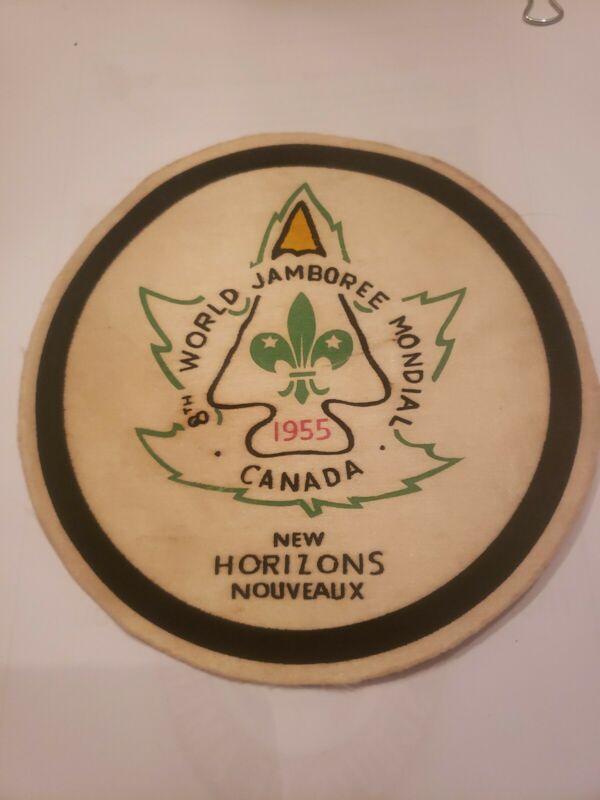 8TH WORLD JAMBOREE MONDIAL
1955
· CANADA ·
NEW
HORIZONS
NOUVEAUX